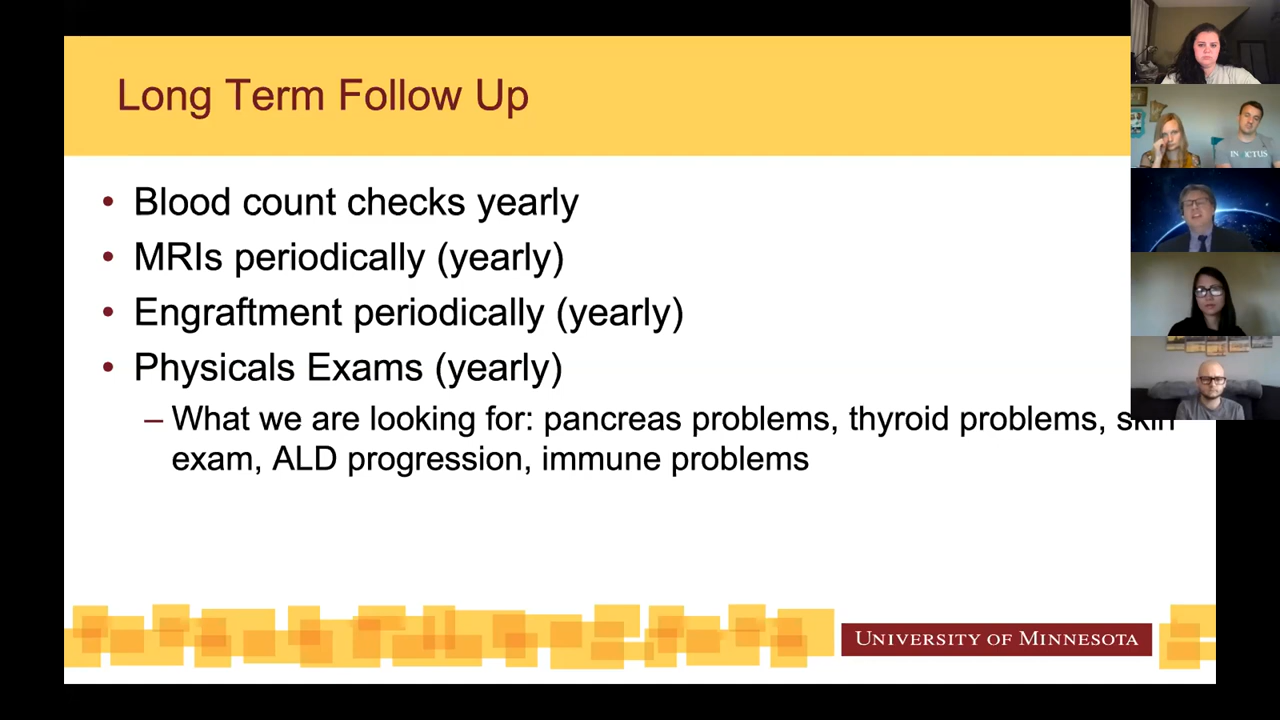 Long Term Follow Up
• Blood count checks yearly
• MRIs periodically (yearly)
• Engraftment periodically (yearly)
• Physicals Exams (yearly)
– What we are looking for: pancreas problems, thyroid problems, skin
exam, ALD progression, immune problems
UNIVERSITY OF MINNESOTA